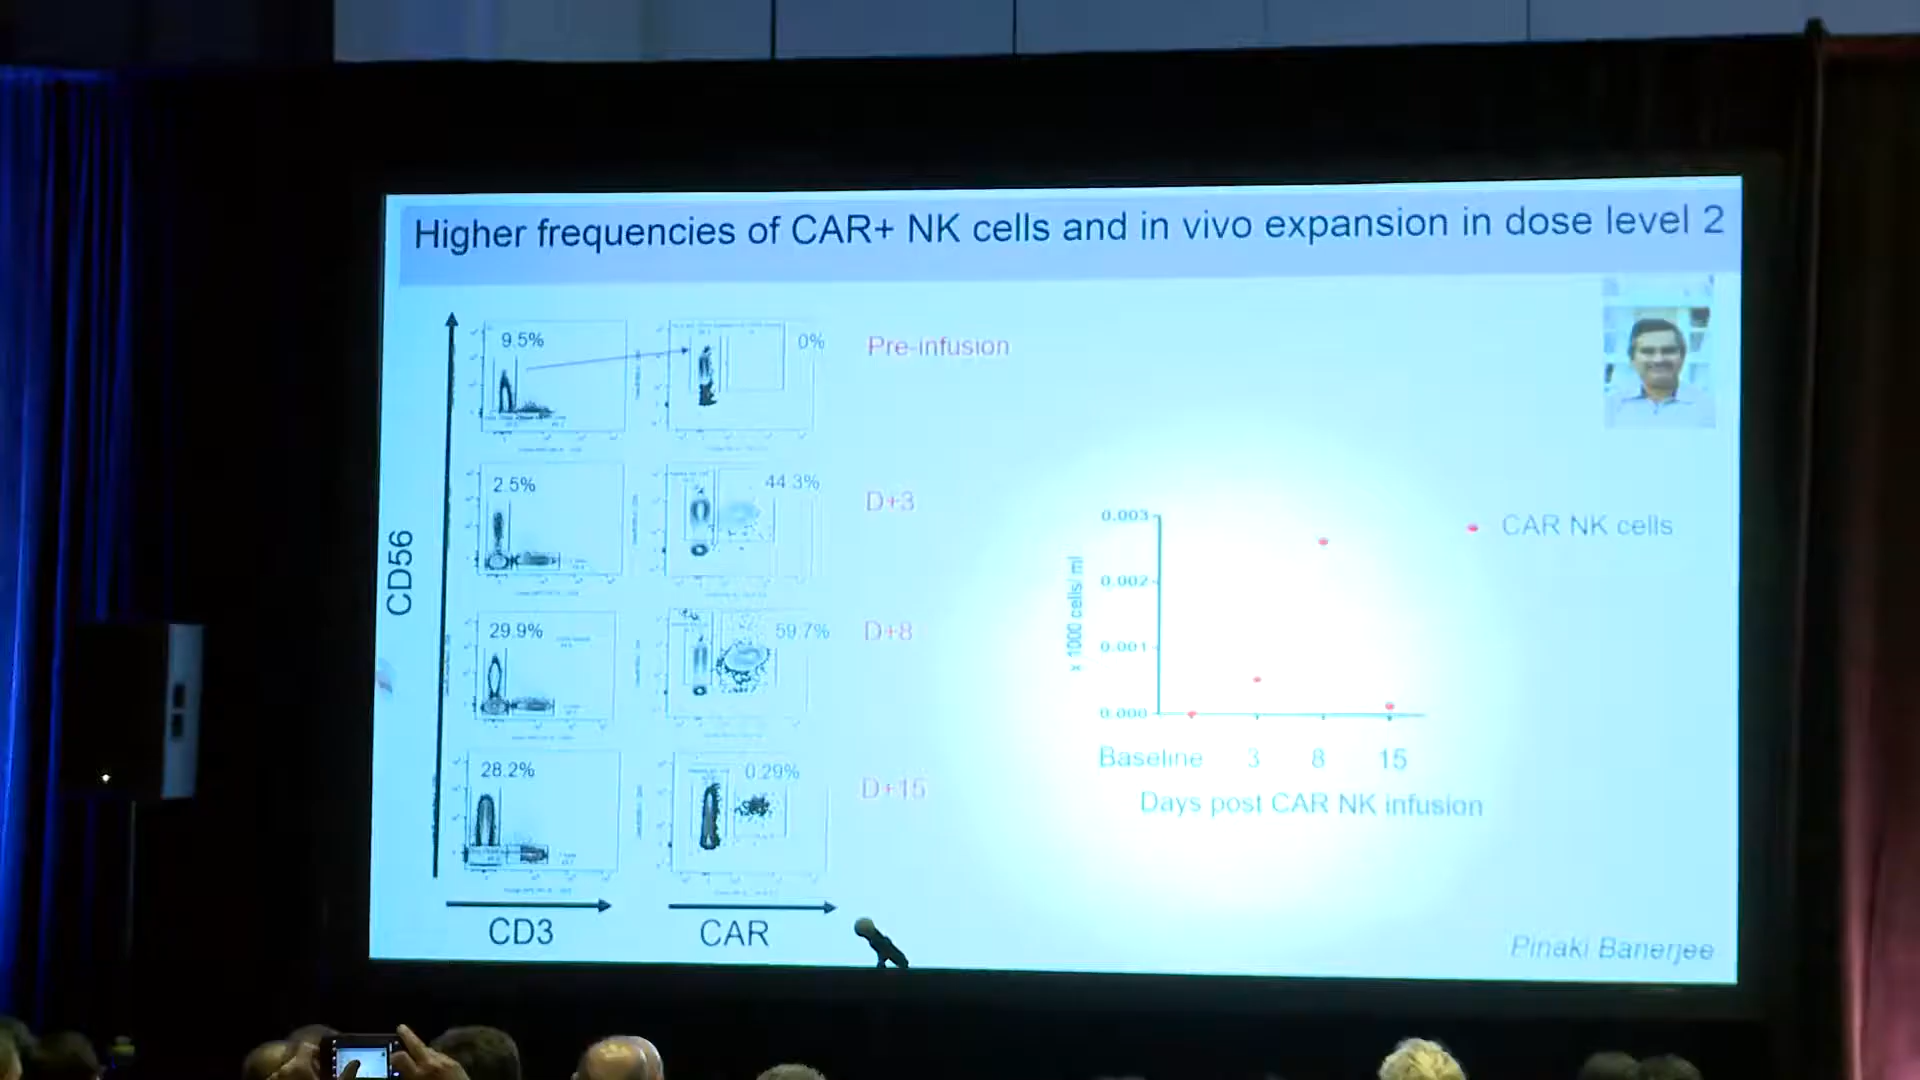 Higher frequencies of CAR+ NK cells and in vivo expansion in dose level 2
9.5%
0%
Pre-infusion
2.5%
44.3%
D+3
29.9%
59.7%
D+8
28.2%
0.29%
D+15
CD56
CD3
CAR
CAR NK cells
x 1000 cells/ ml
0.003
0.002
0.001
0.000
Baseline 3 8 15
Days post CAR NK infusion
Pinaki Banerjee